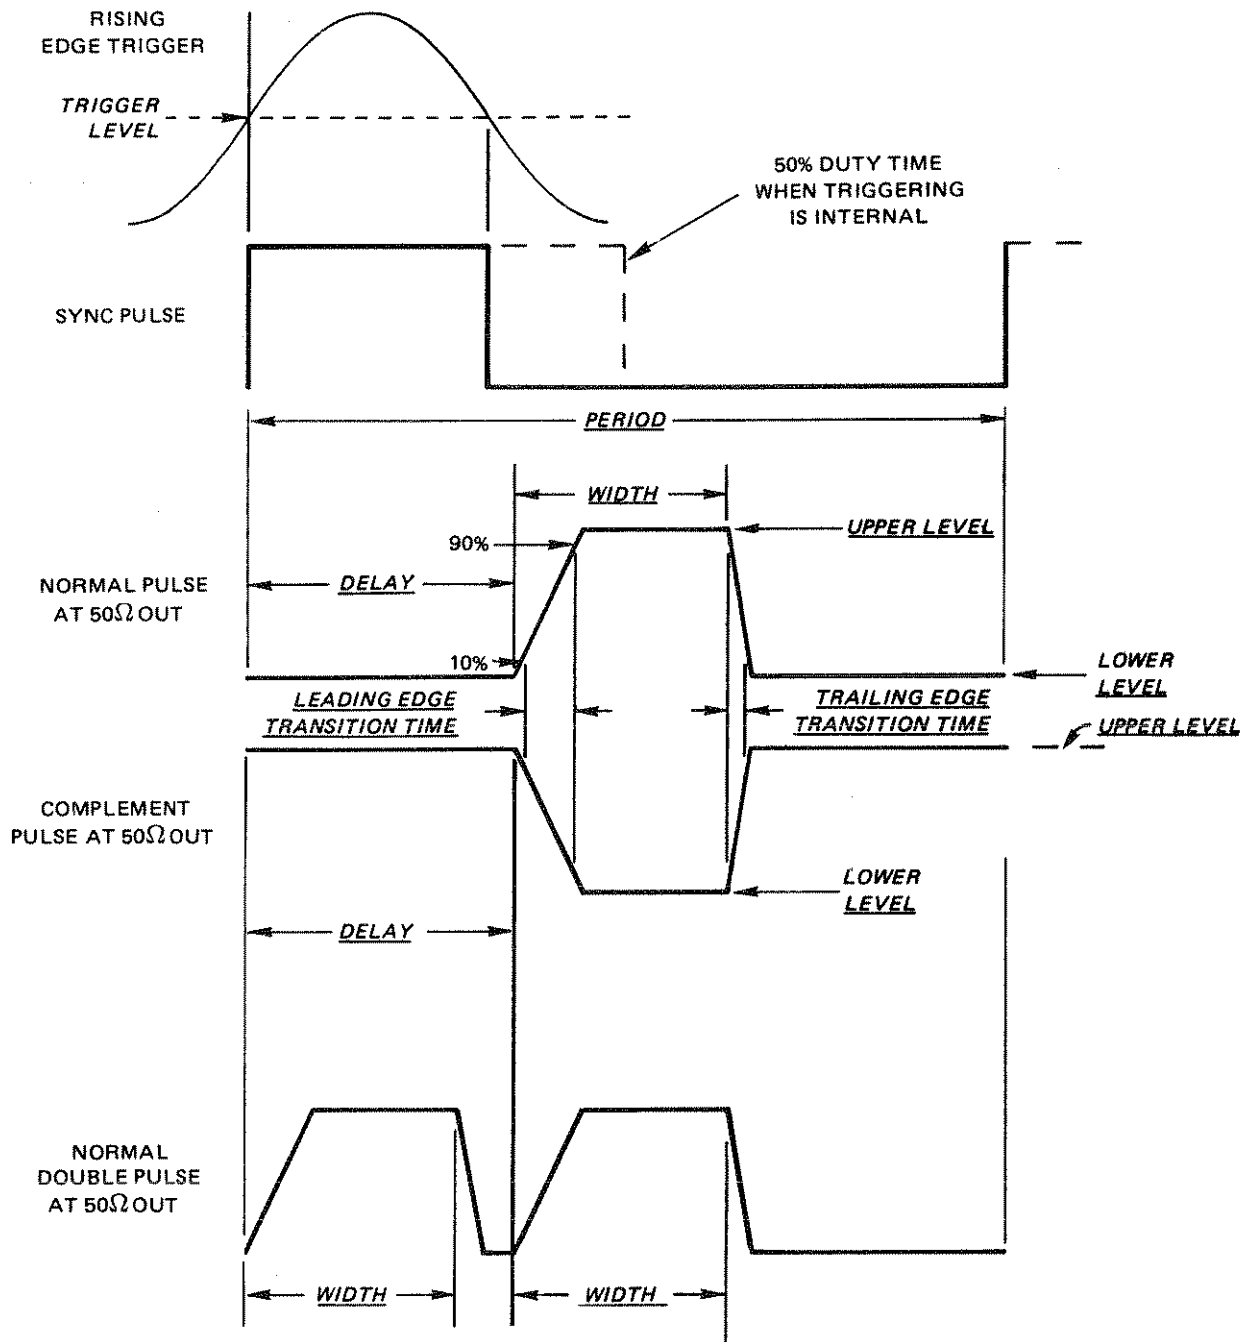 RISING
EDGE TRIGGER
TRIGGER
LEVEL
50% DUTY TIME
WHEN TRIGGERING
IS INTERNAL
SYNC PULSE
PERIOD
WIDTH
UPPER LEVEL
90%
NORMAL PULSE
AT 50Ω OUT
DELAY
10%
LOWER
LEVEL
LEADING EDGE
TRANSITION TIME
TRAILING EDGE
TRANSITION TIME
UPPER LEVEL
COMPLEMENT
PULSE AT 50Ω OUT
LOWER
LEVEL
DELAY
NORMAL
DOUBLE PULSE
AT 50Ω OUT
WIDTH
WIDTH